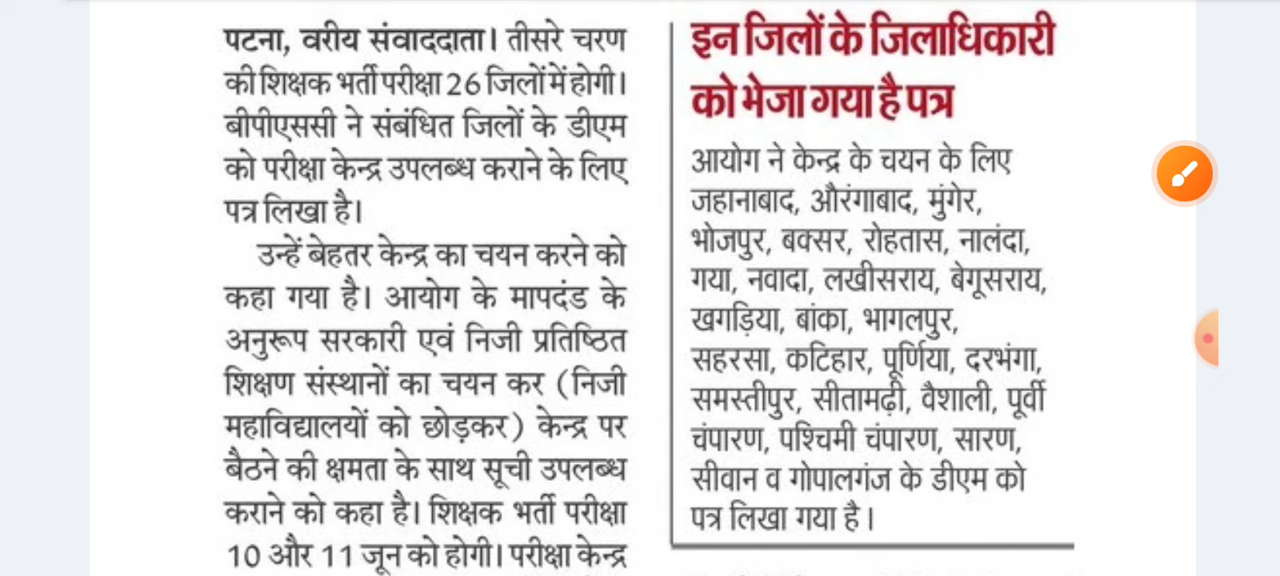 पटना, वरीय संवाददाता। तीसरे चरण
की शिक्षक भर्ती परीक्षा 26 जिलों में होगी।
बीपीएससी ने संबंधित जिलों के डीएम
को परीक्षा केन्द्र उपलब्ध कराने के लिए
पत्र लिखा है।
उन्हें बेहतर केन्द्र का चयन करने को
कहा गया है। आयोग के मापदंड के
अनुरूप सरकारी एवं निजी प्रतिष्ठित
शिक्षण संस्थानों का चयन कर (निजी
महाविद्यालयों को छोड़कर) केन्द्र पर
बैठने की क्षमता के साथ सूची उपलब्ध
कराने को कहा है। शिक्षक भर्ती परीक्षा
10 और 11 जून को होगी। परीक्षा केन्द्र
इन जिलों के जिलाधिकारी
को भेजा गया है पत्र
आयोग ने केन्द्र के चयन के लिए
जहानाबाद, औरंगाबाद, मुंगेर,
भोजपुर, बक्सर, रोहतास, नालंदा,
गया, नवादा, लखीसराय, बेगूसराय,
खगड़िया, बांका, भागलपुर,
सहरसा, कटिहार, पूर्णिया, दरभंगा,
समस्तीपुर, सीतामढ़ी, वैशाली, पूर्वी
चंपारण, पश्चिमी चंपारण, सारण,
सीवान व गोपालगंज के डीएम को
पत्र लिखा गया है।